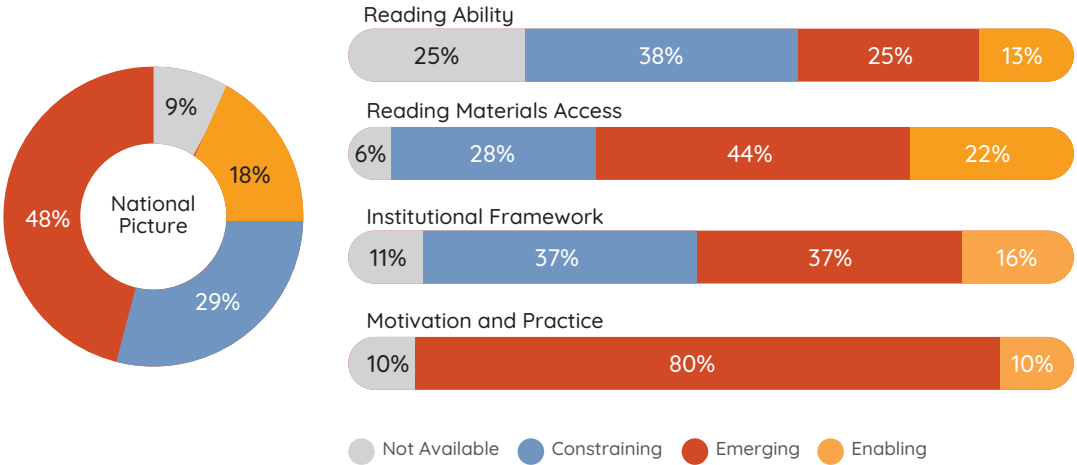 Reading Ability
25% 38% 25% 13%
Reading Materials Access
6% 28% 44% 22%
Institutional Framework
11% 37% 37% 16%
Motivation and Practice
10% 80% 10%
9%
18%
48%
National
Picture
29%
Not Available Constraining Emerging Enabling